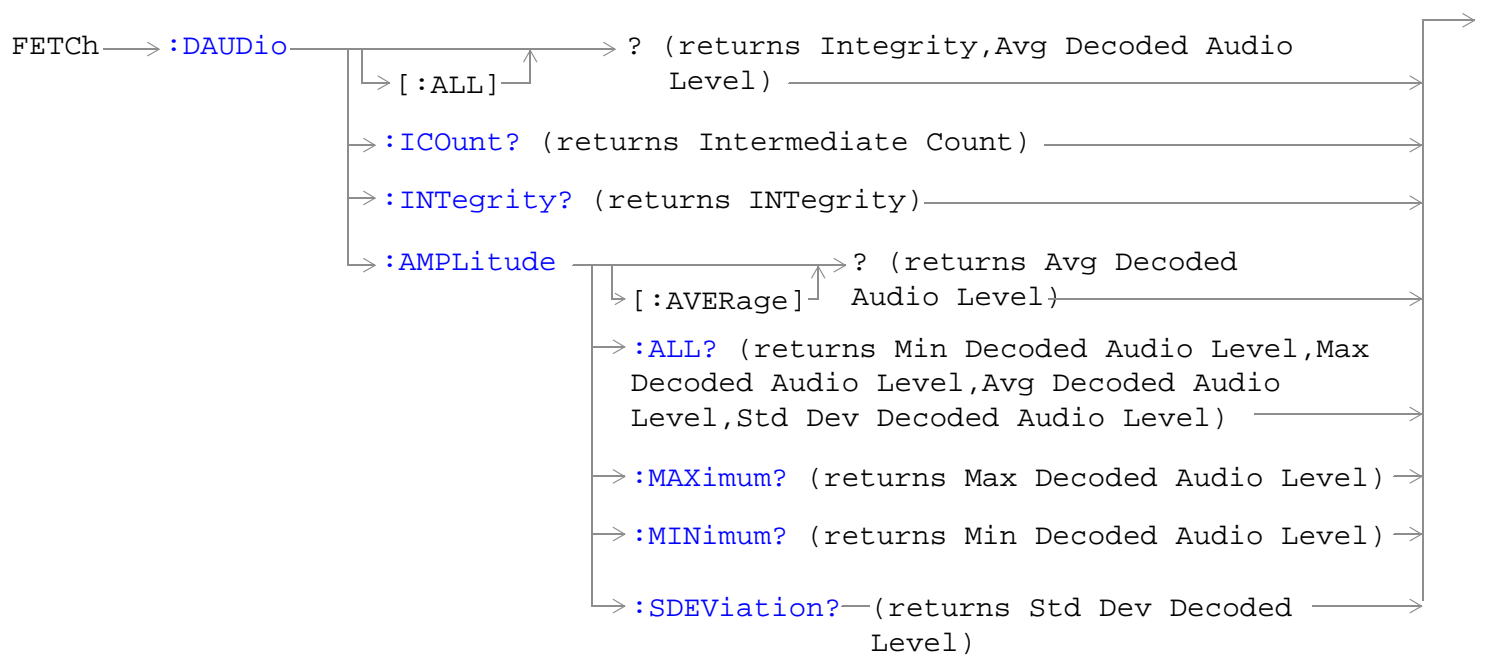 FETCh :DAUDio ? (returns Integrity,Avg Decoded Audio
[:ALL] Level)
:ICOunt? (returns Intermediate Count)
:INTegrity? (returns INTegrity)
:AMPLitude ? (returns Avg Decoded
[:AVERage] Audio Level)
:ALL? (returns Min Decoded Audio Level,Max
Decoded Audio Level,Avg Decoded Audio
Level,Std Dev Decoded Audio Level)
:MAXimum? (returns Max Decoded Audio Level)
:MINimum? (returns Min Decoded Audio Level)
:SDEViation? (returns Std Dev Decoded
Level)